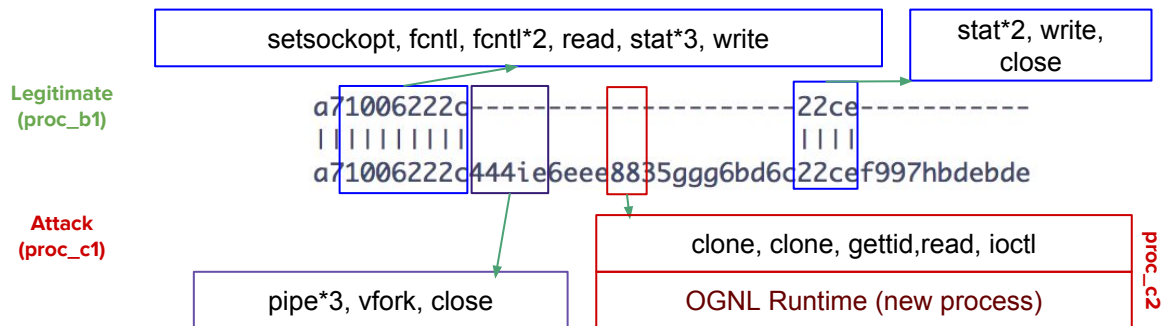 setsockopt, fcntl, fcntl*2, read, stat*3, write
stat*2, write,
close
Legitimate
(proc_b1)
a71006222c---------------------22ce-----------
|||||||||| ||||
a71006222c444ie6eee8835ggg6bd6c22cef997hbdebde
Attack
(proc_c1)
clone, clone, gettid,read, ioctl
pipe*3, vfork, close
OGNL Runtime (new process)
proc_c2